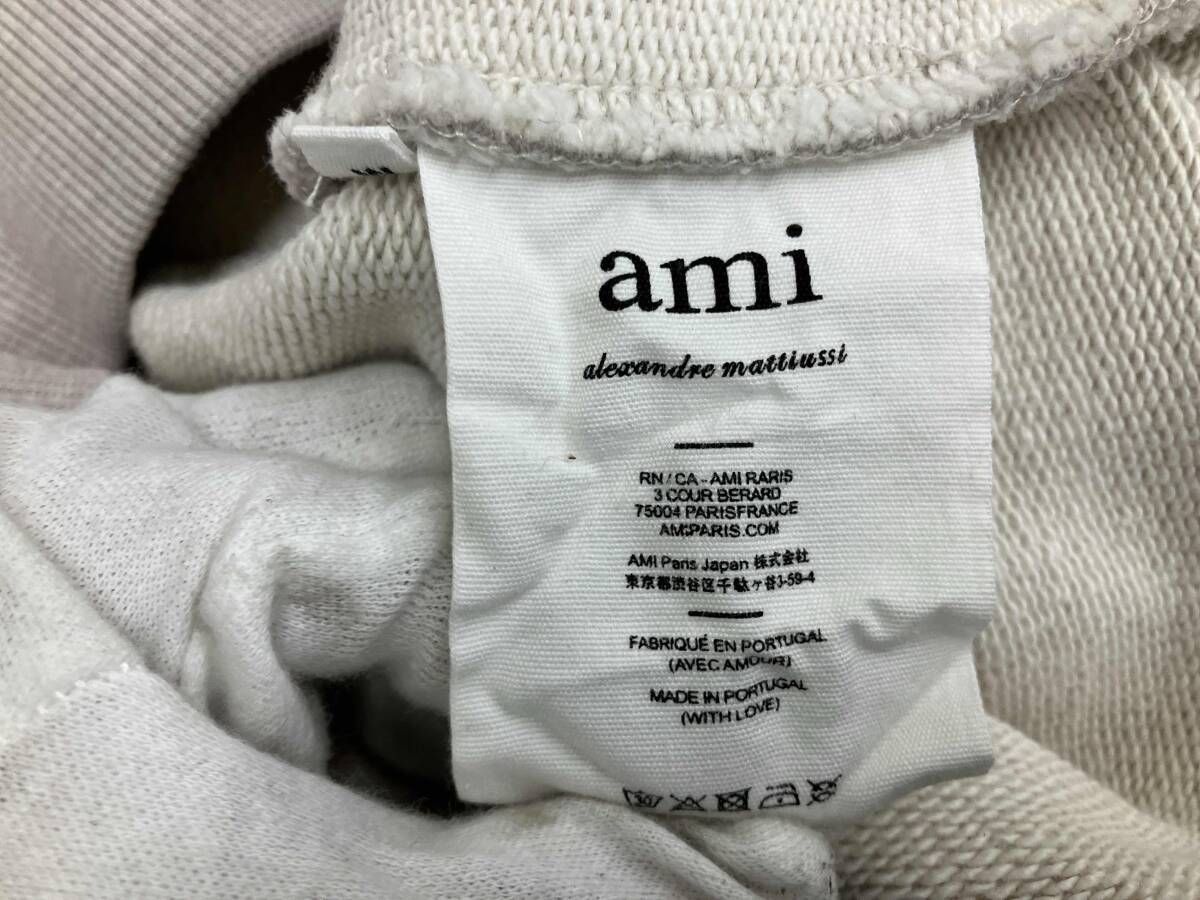 ami
alexandre mattiussi
RN / CA - AMI RARIS
3 COUR BERARD
75004 PARISFRANCE
AMIPARIS.COM
AMI Paris Japan 株式会社
東京都渋谷区千駄ヶ谷3-59-4
FABRIQUÉ EN PORTUGAL
(AVEC AMOUR)
MADE IN PORTUGAL
(WITH LOVE)
30